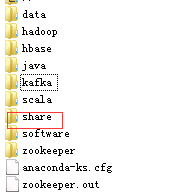 data
hadoop
hbase
java
kafka
scala
share
software
zookeeper
anaconda-ks.cfg
zookeeper.out